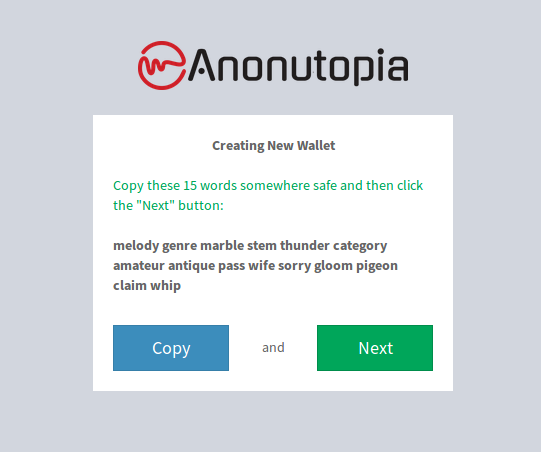 Anonutopia
Creating New Wallet
Copy these 15 words somewhere safe and then click
the "Next" button:
melody genre marble stem thunder category
amateur antique pass wife sorry gloom pigeon
claim whip
Copy and Next